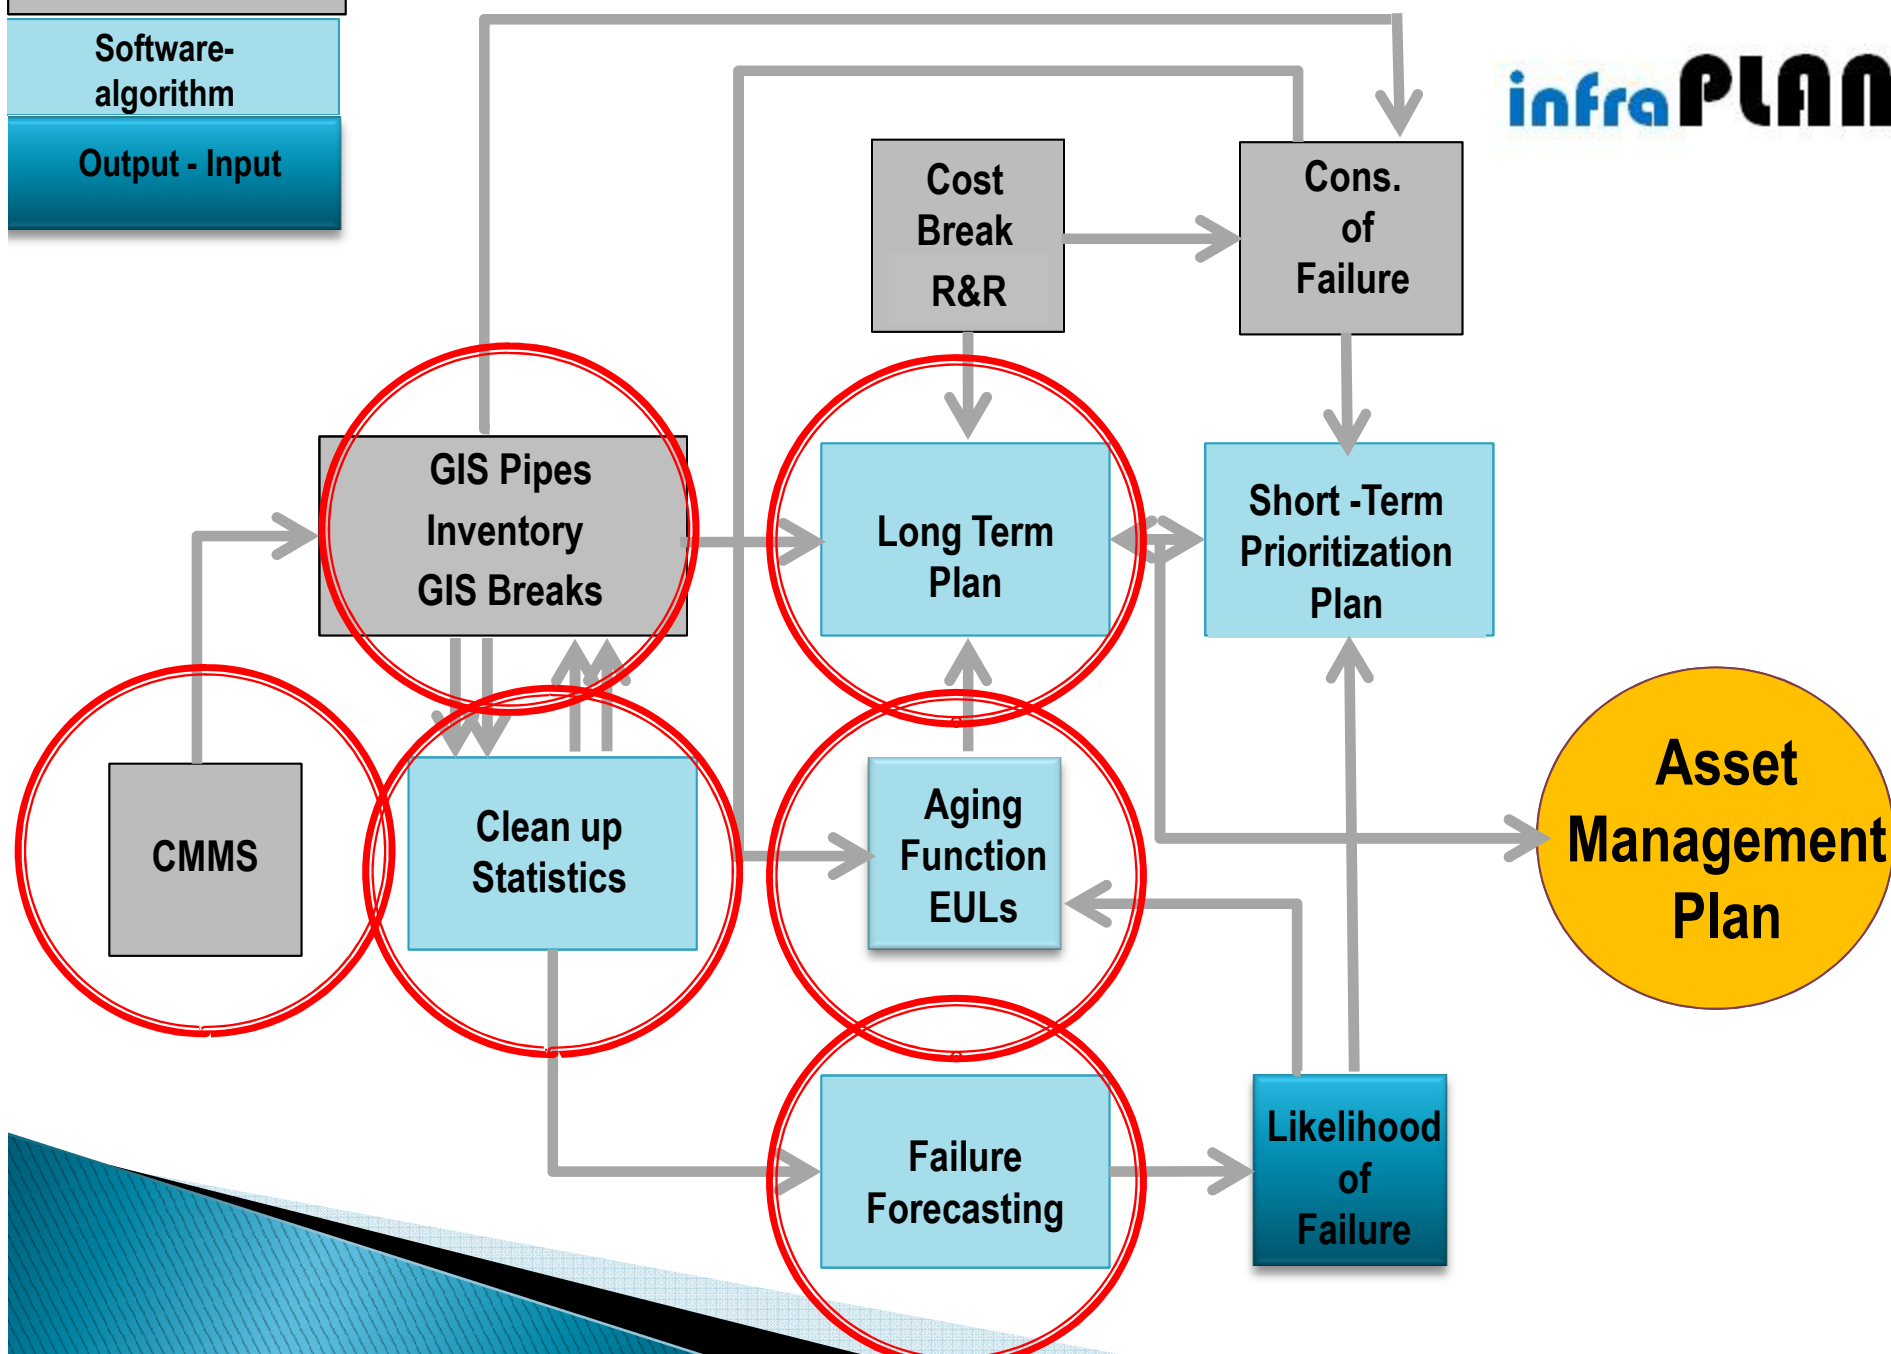 Software-
algorithm
Output - Input
infraPLAN
Cost
Break
R&R
Cons.
of
Failure
GIS Pipes
Inventory
GIS Breaks
Long Term
Plan
Short -Term
Prioritization
Plan
CMMS
Clean up
Statistics
Aging
Function
EULs
Asset
Management
Plan
Failure
Forecasting
Likelihood
of
Failure